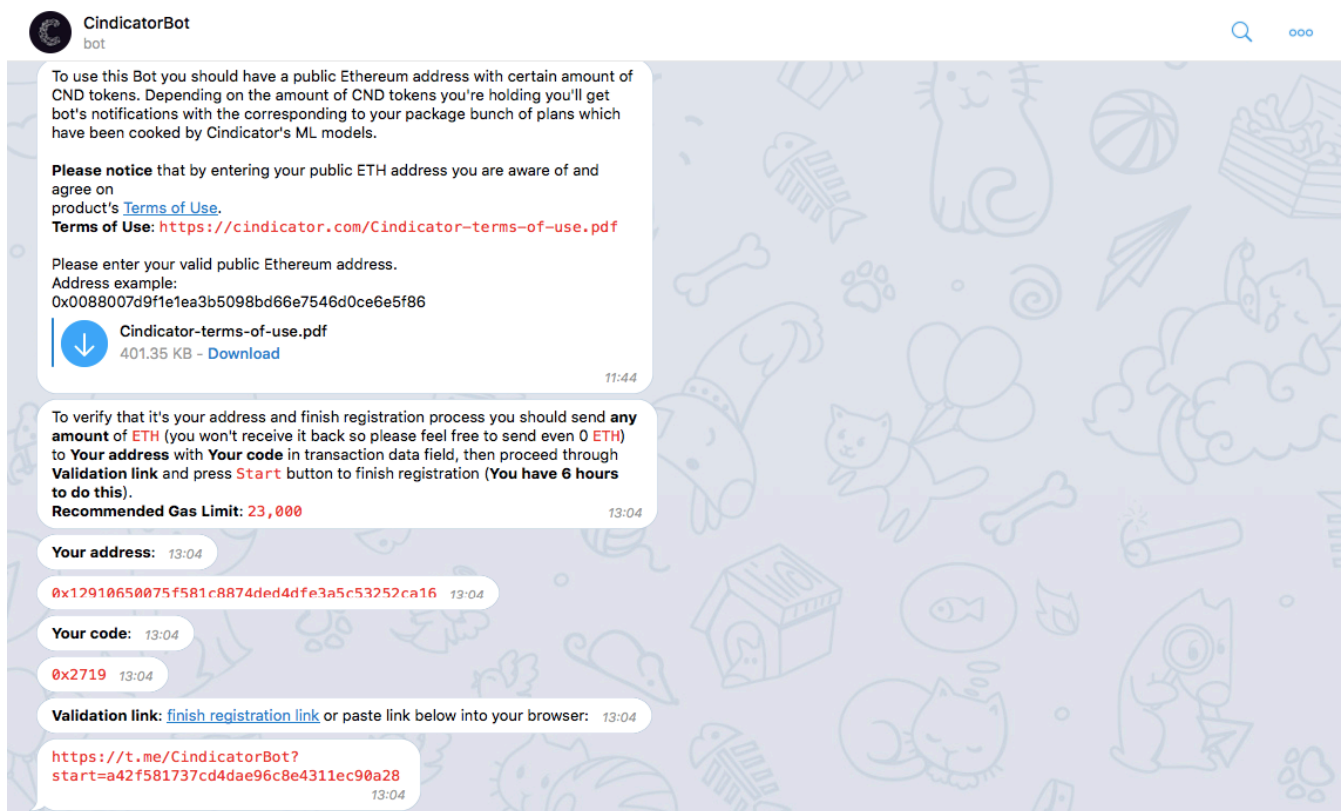 CindicatorBot
bot
To use this Bot you should have a public Ethereum address with certain amount of
CND tokens. Depending on the amount of CND tokens you're holding you'll get
bot's notifications with the corresponding to your package bunch of plans which
have been cooked by Cindicator's ML models.
Please notice that by entering your public ETH address you are aware of and
agree on
product's Terms of Use.
Terms of Use: https://cindicator.com/Cindicator-terms-of-use.pdf
Please enter your valid public Ethereum address.
Address example:
0x0088007d9f1e1ea3b5098bd66e7546d0ce6e5f86
Cindicator-terms-of-use.pdf
401.35 KB - Download
11:44
To verify that it's your address and finish registration process you should send any
amount of ETH (you won't receive it back so please feel free to send even 0 ETH)
to Your address with Your code in transaction data field, then proceed through
Validation link and press Start button to finish registration (You have 6 hours
to do this).
Recommended Gas Limit: 23,000 13:04
Your address: 13:04
0x12910650075f581c8874ded4dfe3a5c53252ca16 13:04
Your code: 13:04
0x2719 13:04
Validation link: finish registration link or paste link below into your browser: 13:04
https://t.me/CindicatorBot?
start=a42f581737cd4dae96c8e4311ec90a28
13:04